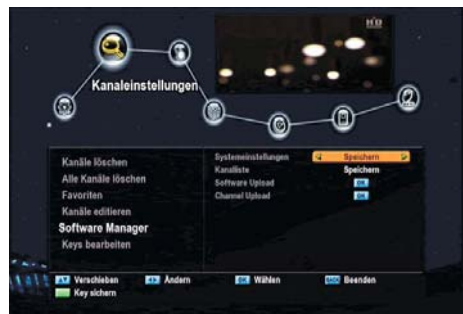 HD
Kanaleinstellungen
Kanäle löschen
Alle Kanäle löschen
Favoriten
Kanäle editieren
Software Manager
Keys bearbeiten
Systemeinstellungen Speichern
Kanalliste Speichern
Software Upload OK
Channel Upload OK
Verschieben Ändern OK Wählen BACK Beenden
Key sichern